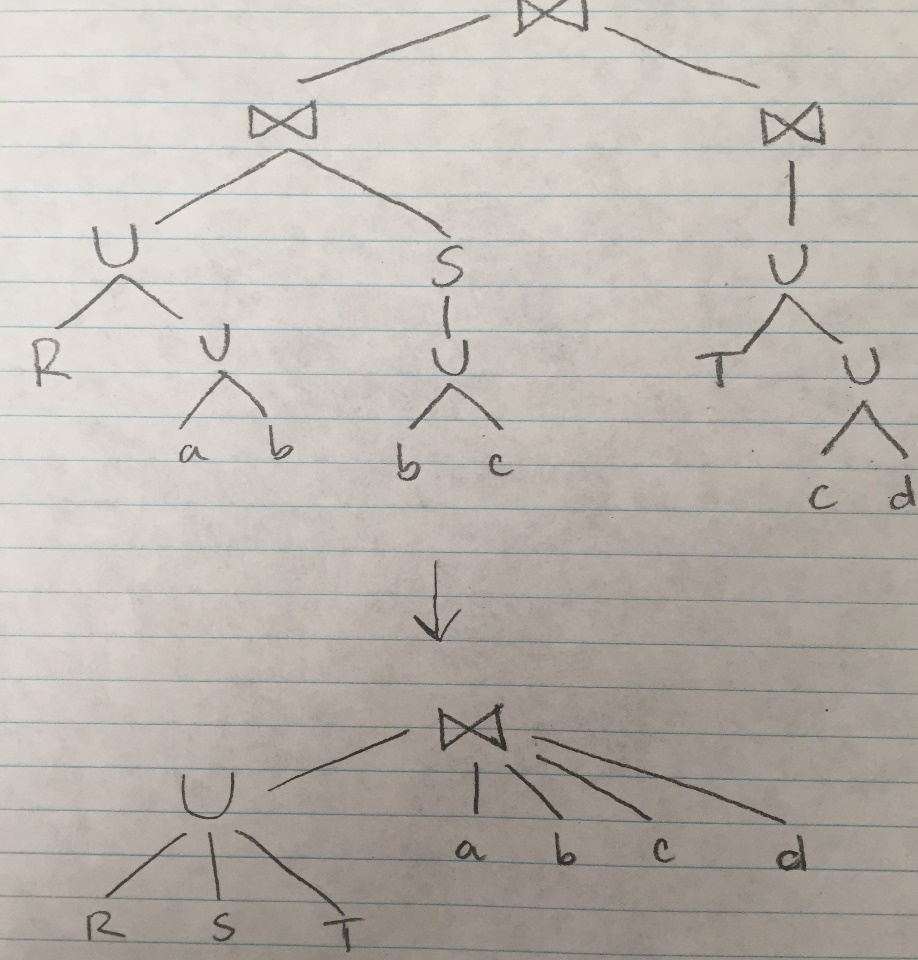 ⋈
⋈ ⋈
U S U
R U U T U
a b b c c d
↓
⋈
U a b c d
R S T